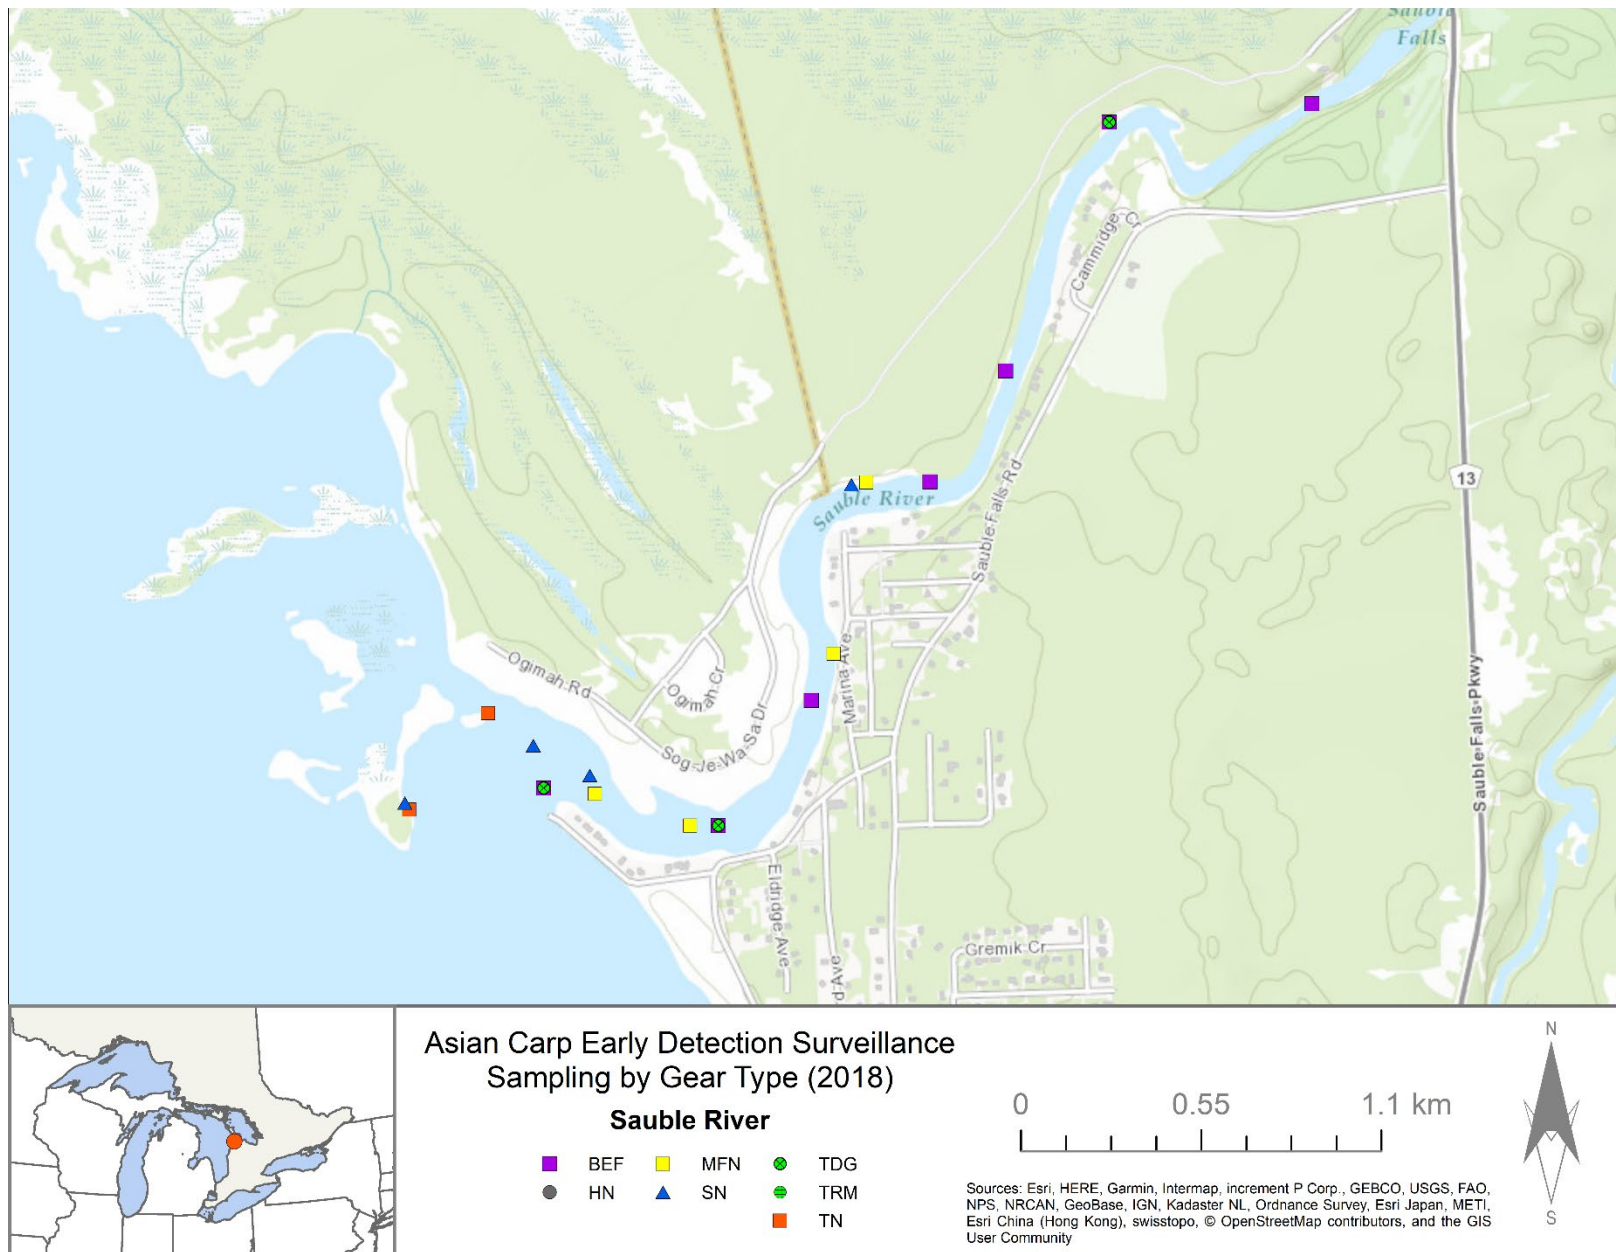 Sauble
Falls
Cammidge Cr
13
Sauble River
Sauble Falls Rd
Marina Ave
Ogimah Rd
Ogimah Cr
Sog-Je-Wa-Sa-Dr
Sauble-Falls-Pkwy
Eldridge Ave
d-Ave
Gremik Cr
Asian Carp Early Detection Surveillance
Sampling by Gear Type (2018)
Sauble River
BEF MFN TDG
HN SN TRM
TN
0 0.55 1.1 km
N
S
Sources: Esri, HERE, Garmin, Intermap, increment P Corp., GEBCO, USGS, FAO,
NPS, NRCAN, GeoBase, IGN, Kadaster NL, Ordnance Survey, Esri Japan, METI,
Esri China (Hong Kong), swisstopo, © OpenStreetMap contributors, and the GIS
User Community